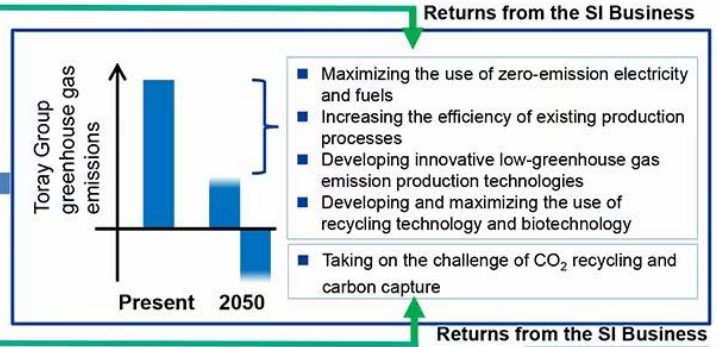 Returns from the SI Business
Toray Group
greenhouse gas
emissions
Present 2050
■ Maximizing the use of zero-emission electricity
and fuels
■ Increasing the efficiency of existing production
processes
■ Developing innovative low-greenhouse gas
emission production technologies
■ Developing and maximizing the use of
recycling technology and biotechnology
■ Taking on the challenge of CO₂ recycling and
carbon capture
Returns from the SI Business